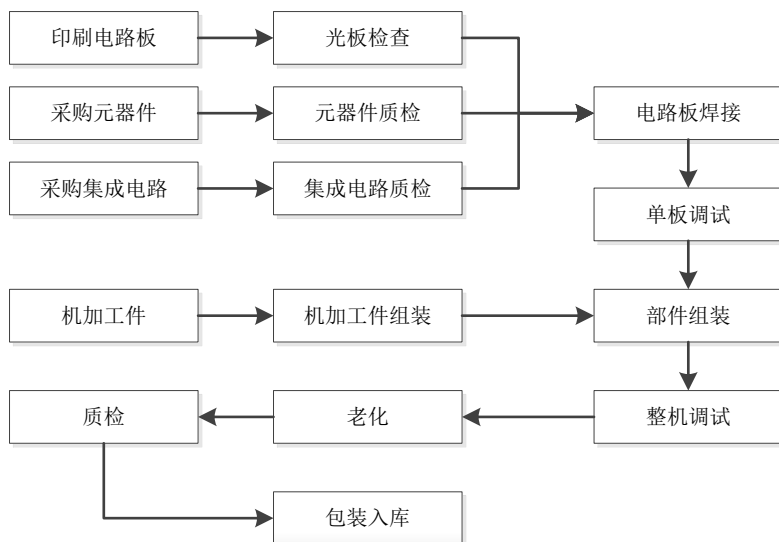 印刷电路板
光板检查
采购元器件
元器件质检
电路板焊接
采购集成电路
集成电路质检
单板调试
机加工件
机加工件组装
部件组装
质检
老化
整机调试
包装入库